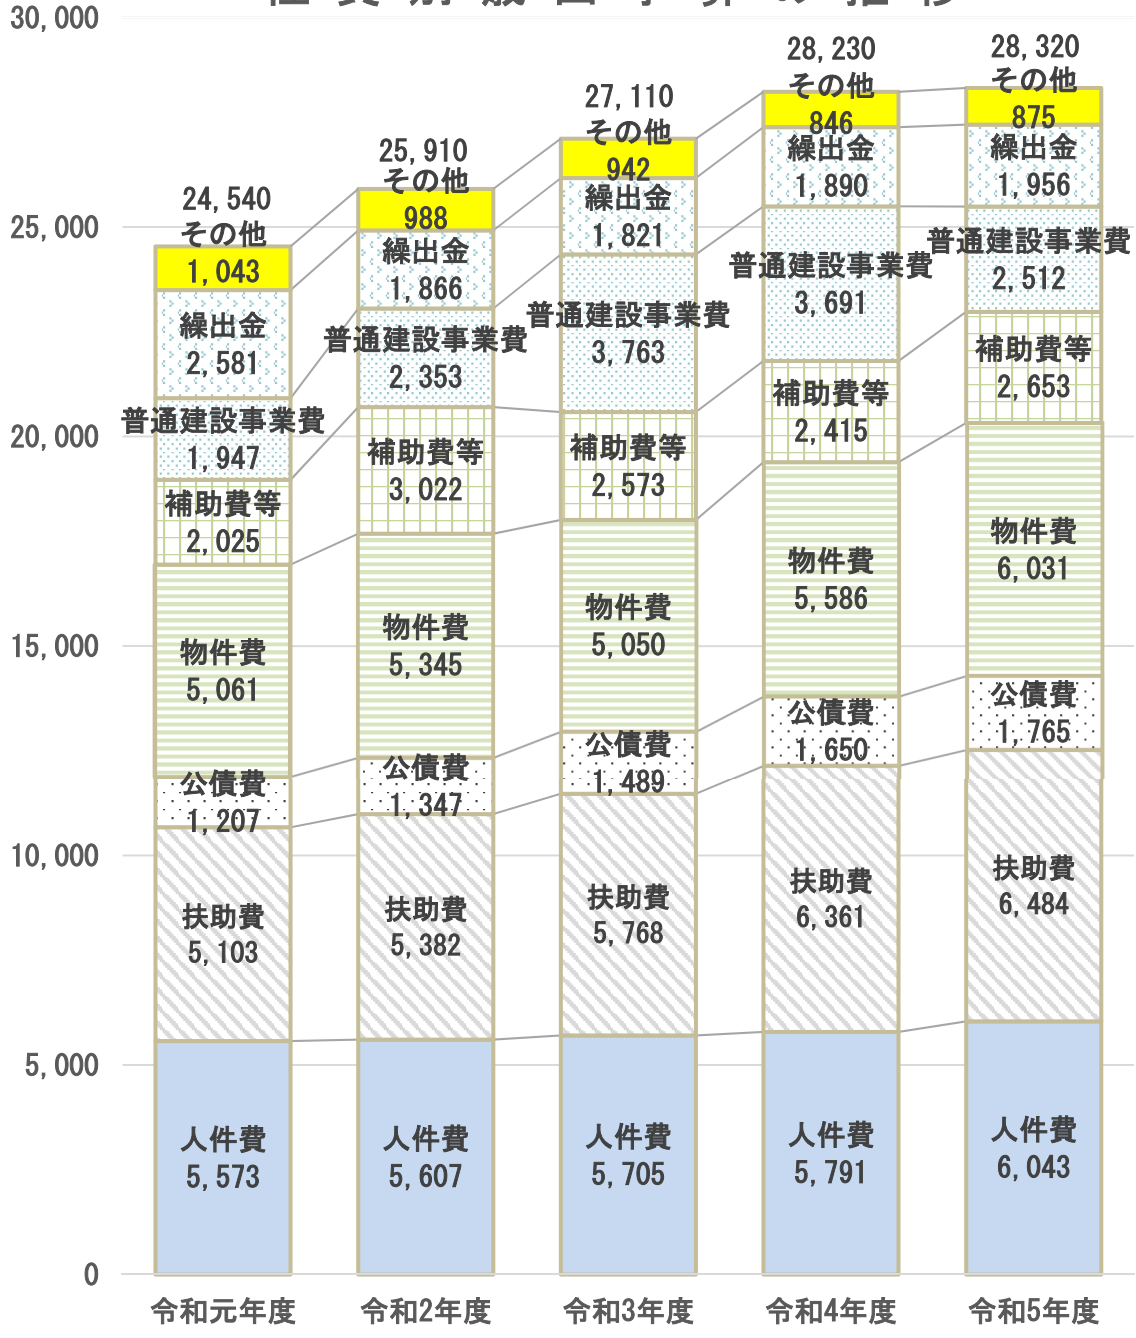 30,000
25,000
20,000
15,000
10,000
5,000
0
24,540
その他
1,043
繰出金
2,581
普通建設事業費
1,947
補助費等
2,025
物件費
5,061
公債費
1,207
扶助費
5,103
人件費
5,573
令和元年度
25,910
その他
988
繰出金
1,866
普通建設事業費
2,353
補助費等
3,022
物件費
5,345
公債費
1,347
扶助費
5,382
人件費
5,607
令和2年度
27,110
その他
942
繰出金
1,821
普通建設事業費
3,763
補助費等
2,573
物件費
5,050
公債費
1,489
扶助費
5,768
人件費
5,705
令和3年度
28,230
その他
846
繰出金
1,890
普通建設事業費
3,691
補助費等
2,415
物件費
5,586
公債費
1,650
扶助費
6,361
人件費
5,791
令和4年度
28,320
その他
875
繰出金
1,956
普通建設事業費
2,512
補助費等
2,653
物件費
6,031
公債費
1,765
扶助費
6,484
人件費
6,043
令和5年度